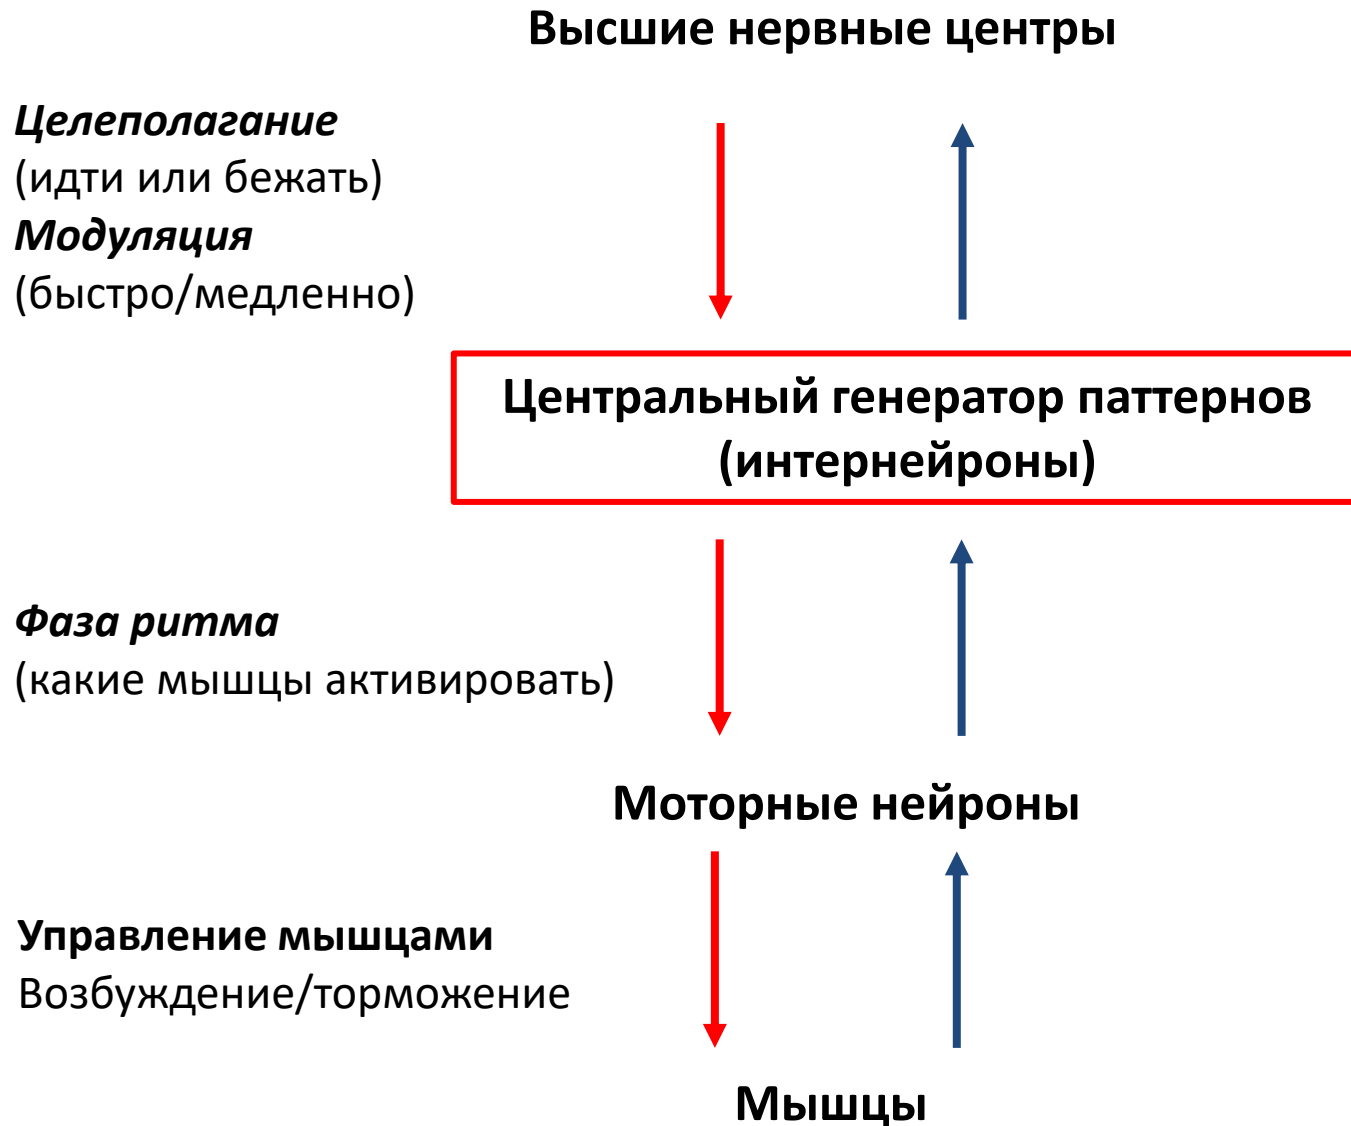 Высшие нервные центры
Целеполагание
(идти или бежать)
Модуляция
(быстро/медленно)
Центральный генератор паттернов
(интернейроны)
Фаза ритма
(какие мышцы активировать)
Моторные нейроны
Управление мышцами
Возбуждение/торможение
Мышцы